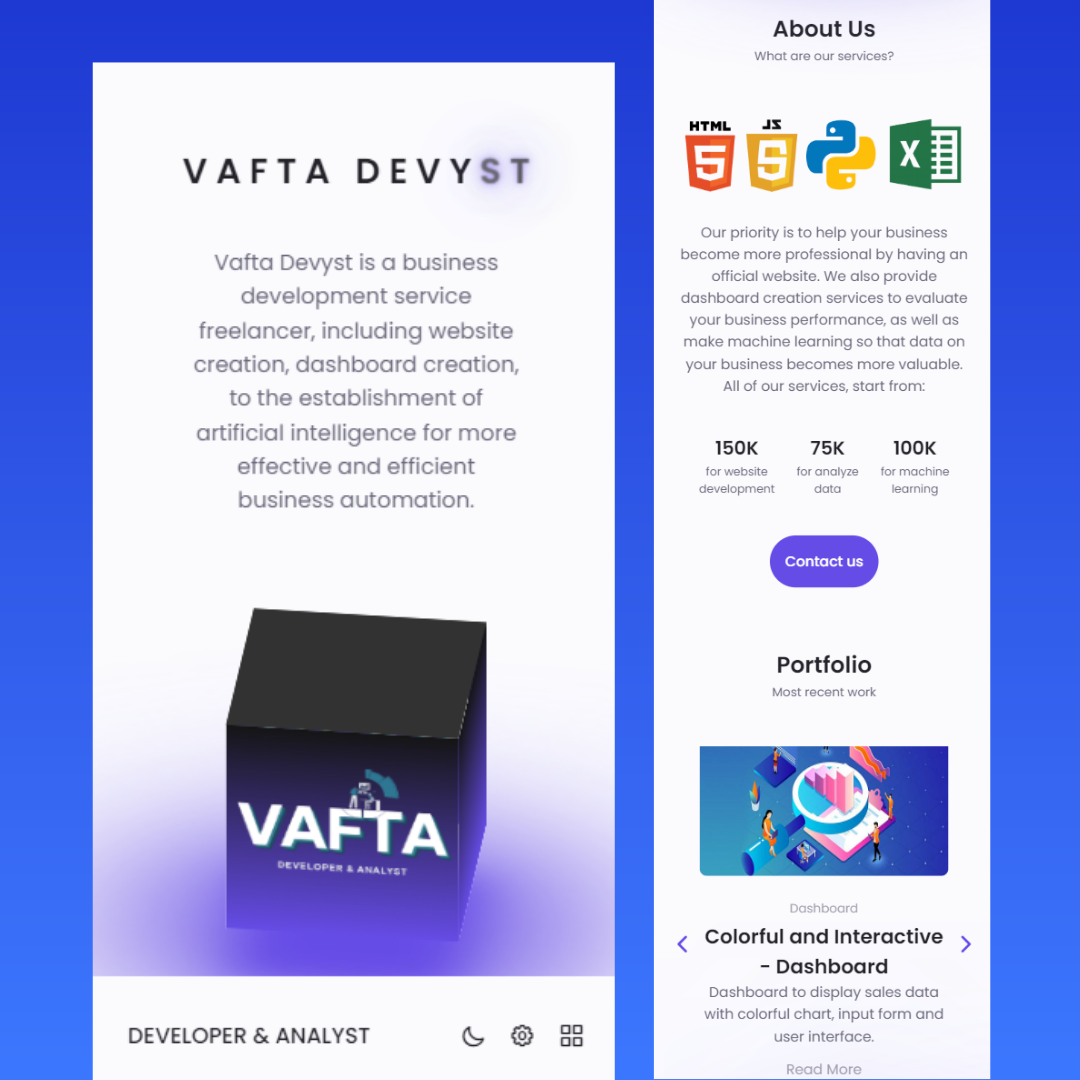 VAFTA DEVYST
Vafta Devyst is a business
development service
freelancer, including website
creation, dashboard creation,
to the establishment of
artificial intelligence for more
effective and efficient
business automation.
VAFTA
DEVELOPER & ANALYST
DEVELOPER & ANALYST
About Us
What are our services?
HTML
5
JS
X
Our priority is to help your business
become more professional by having an
official website. We also provide
dashboard creation services to evaluate
your business performance, as well as
make machine learning so that data on
your business becomes more valuable.
All of our services, start from:
150K 75K 100K
for website for analyze for machine
development data learning
Contact us
Portfolio
Most recent work
Dashboard
Colorful and Interactive
- Dashboard
Dashboard to display sales data
with colorful chart, input form and
user interface.
Read More